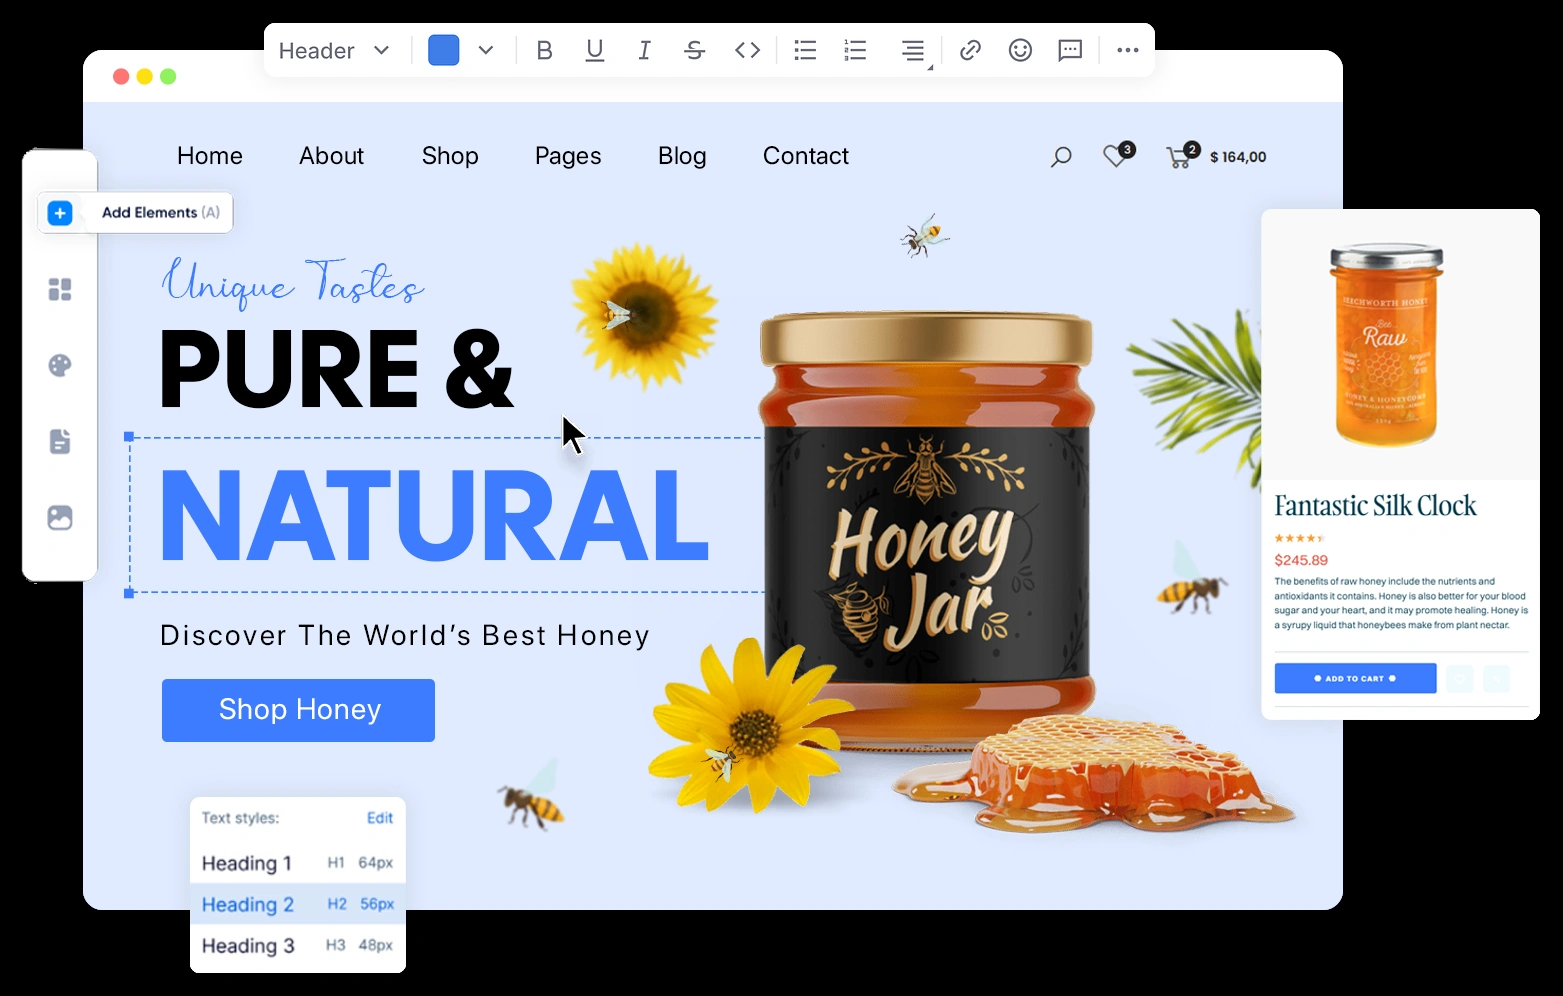 Header
B U I S <>
Home About Shop Pages Blog Contact
3
2
$ 164,00
Add Elements (A)
Unique Tastes
PURE &
NATURAL
Discover The World’s Best Honey
Shop Honey
Honey
Jar
BEECHWORTH HONEY
Bee
Raw
Fantastic Silk Clock
$245.89
The benefits of raw honey include the nutrients and
antioxidants it contains. Honey is also better for your blood
sugar and your heart, and it may promote healing. Honey is
a syrupy liquid that honeybees make from plant nectar.
ADD TO CART
Text styles: Edit
Heading 1 H1 64px
Heading 2 H2 56px
Heading 3 H3 48px